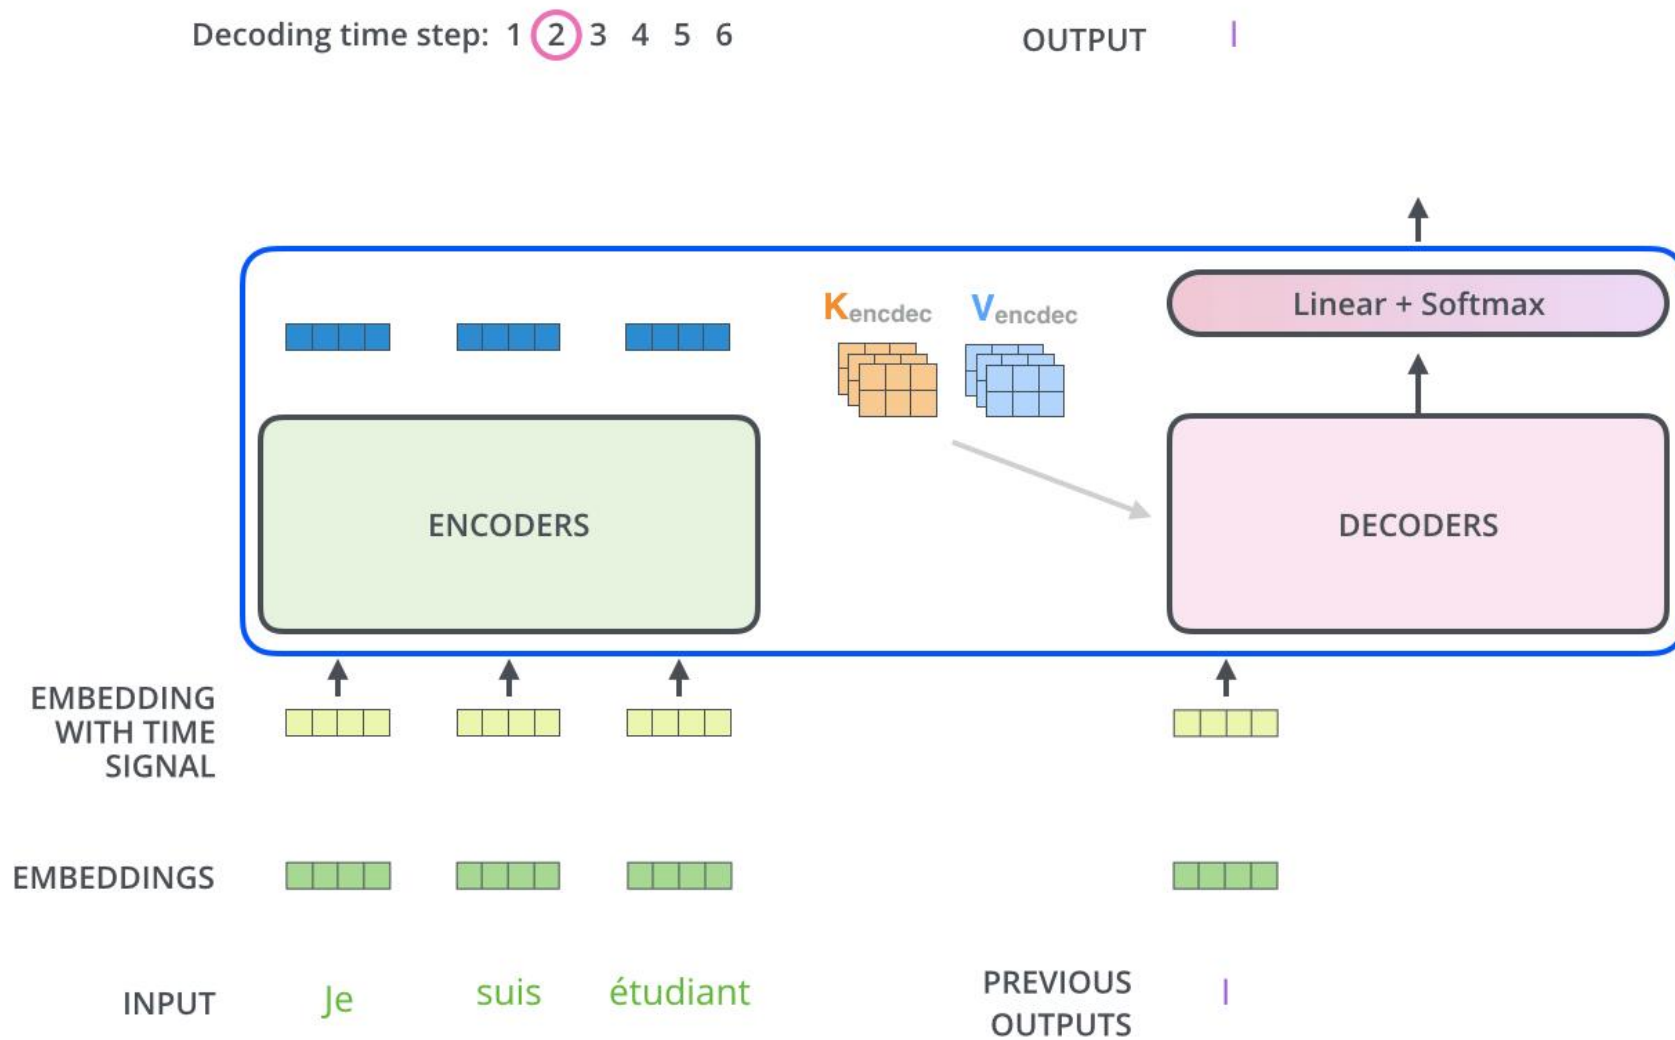 Decoding time step: 1 2 3 4 5 6
OUTPUT I
Kencdec Vencdec
Linear + Softmax
ENCODERS
DECODERS
EMBEDDING
WITH TIME
SIGNAL
EMBEDDINGS
INPUT Je suis étudiant
PREVIOUS
OUTPUTS I